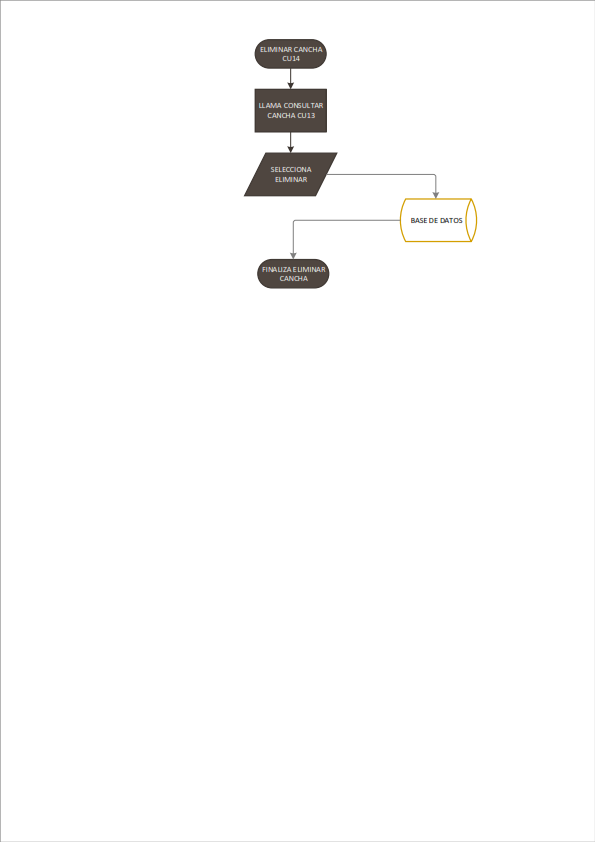 ELIMINAR CANCHA
CU14
LLAMA CONSULTAR
CANCHA CU13
SELECCIONA
ELIMINAR
BASE DE DATOS
FINALIZA ELIMINAR
CANCHA